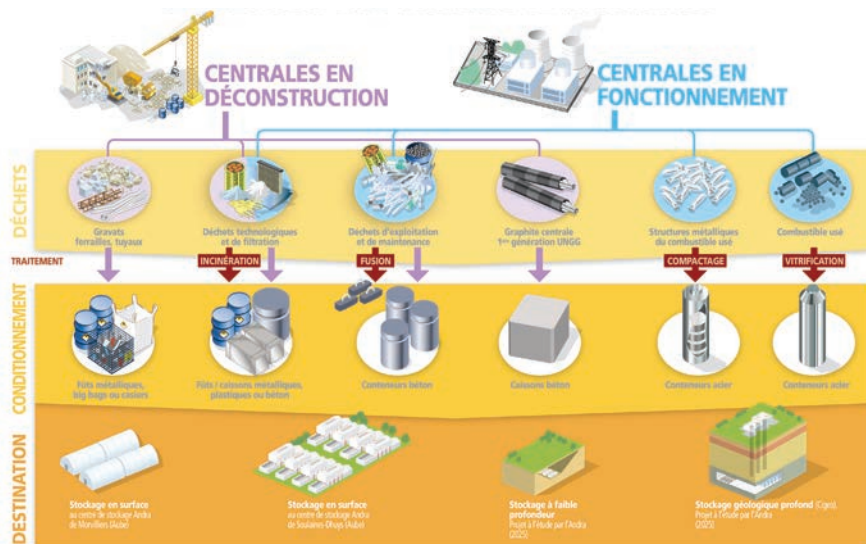 CENTRALES EN
DÉCONSTRUCTION
CENTRALES EN
FONCTIONNEMENT
DÉCHETS
Gravats
ferrailles, tuyaux
Déchets technologiques
et de filtration
Déchets d'exploitation
et de maintenance
Graphite centrale
1ère génération UNGG
Structures métalliques
du combustible usé
Combustible usé
TRAITEMENT
INCINÉRATION
FUSION
COMPACTAGE
VITRIFICATION
CONDITIONNEMENT
Fûts métalliques,
big bags ou casiers
Fûts / caissons métalliques,
plastiques ou béton
Conteneurs béton
Caissons béton
Conteneurs acier
Conteneurs acier
DESTINATION
Stockage en surface
au centre de stockage Andra
de Morvilliers (Aube)
Stockage en surface
au centre de stockage Andra
de Soulaines-Dhuys (Aube)
Stockage à faible
profondeur
Projet à l'étude par l'Andra
(2025)
Stockage géologique profond (Cigéo),
Projet à l'étude par l'Andra
(2025)